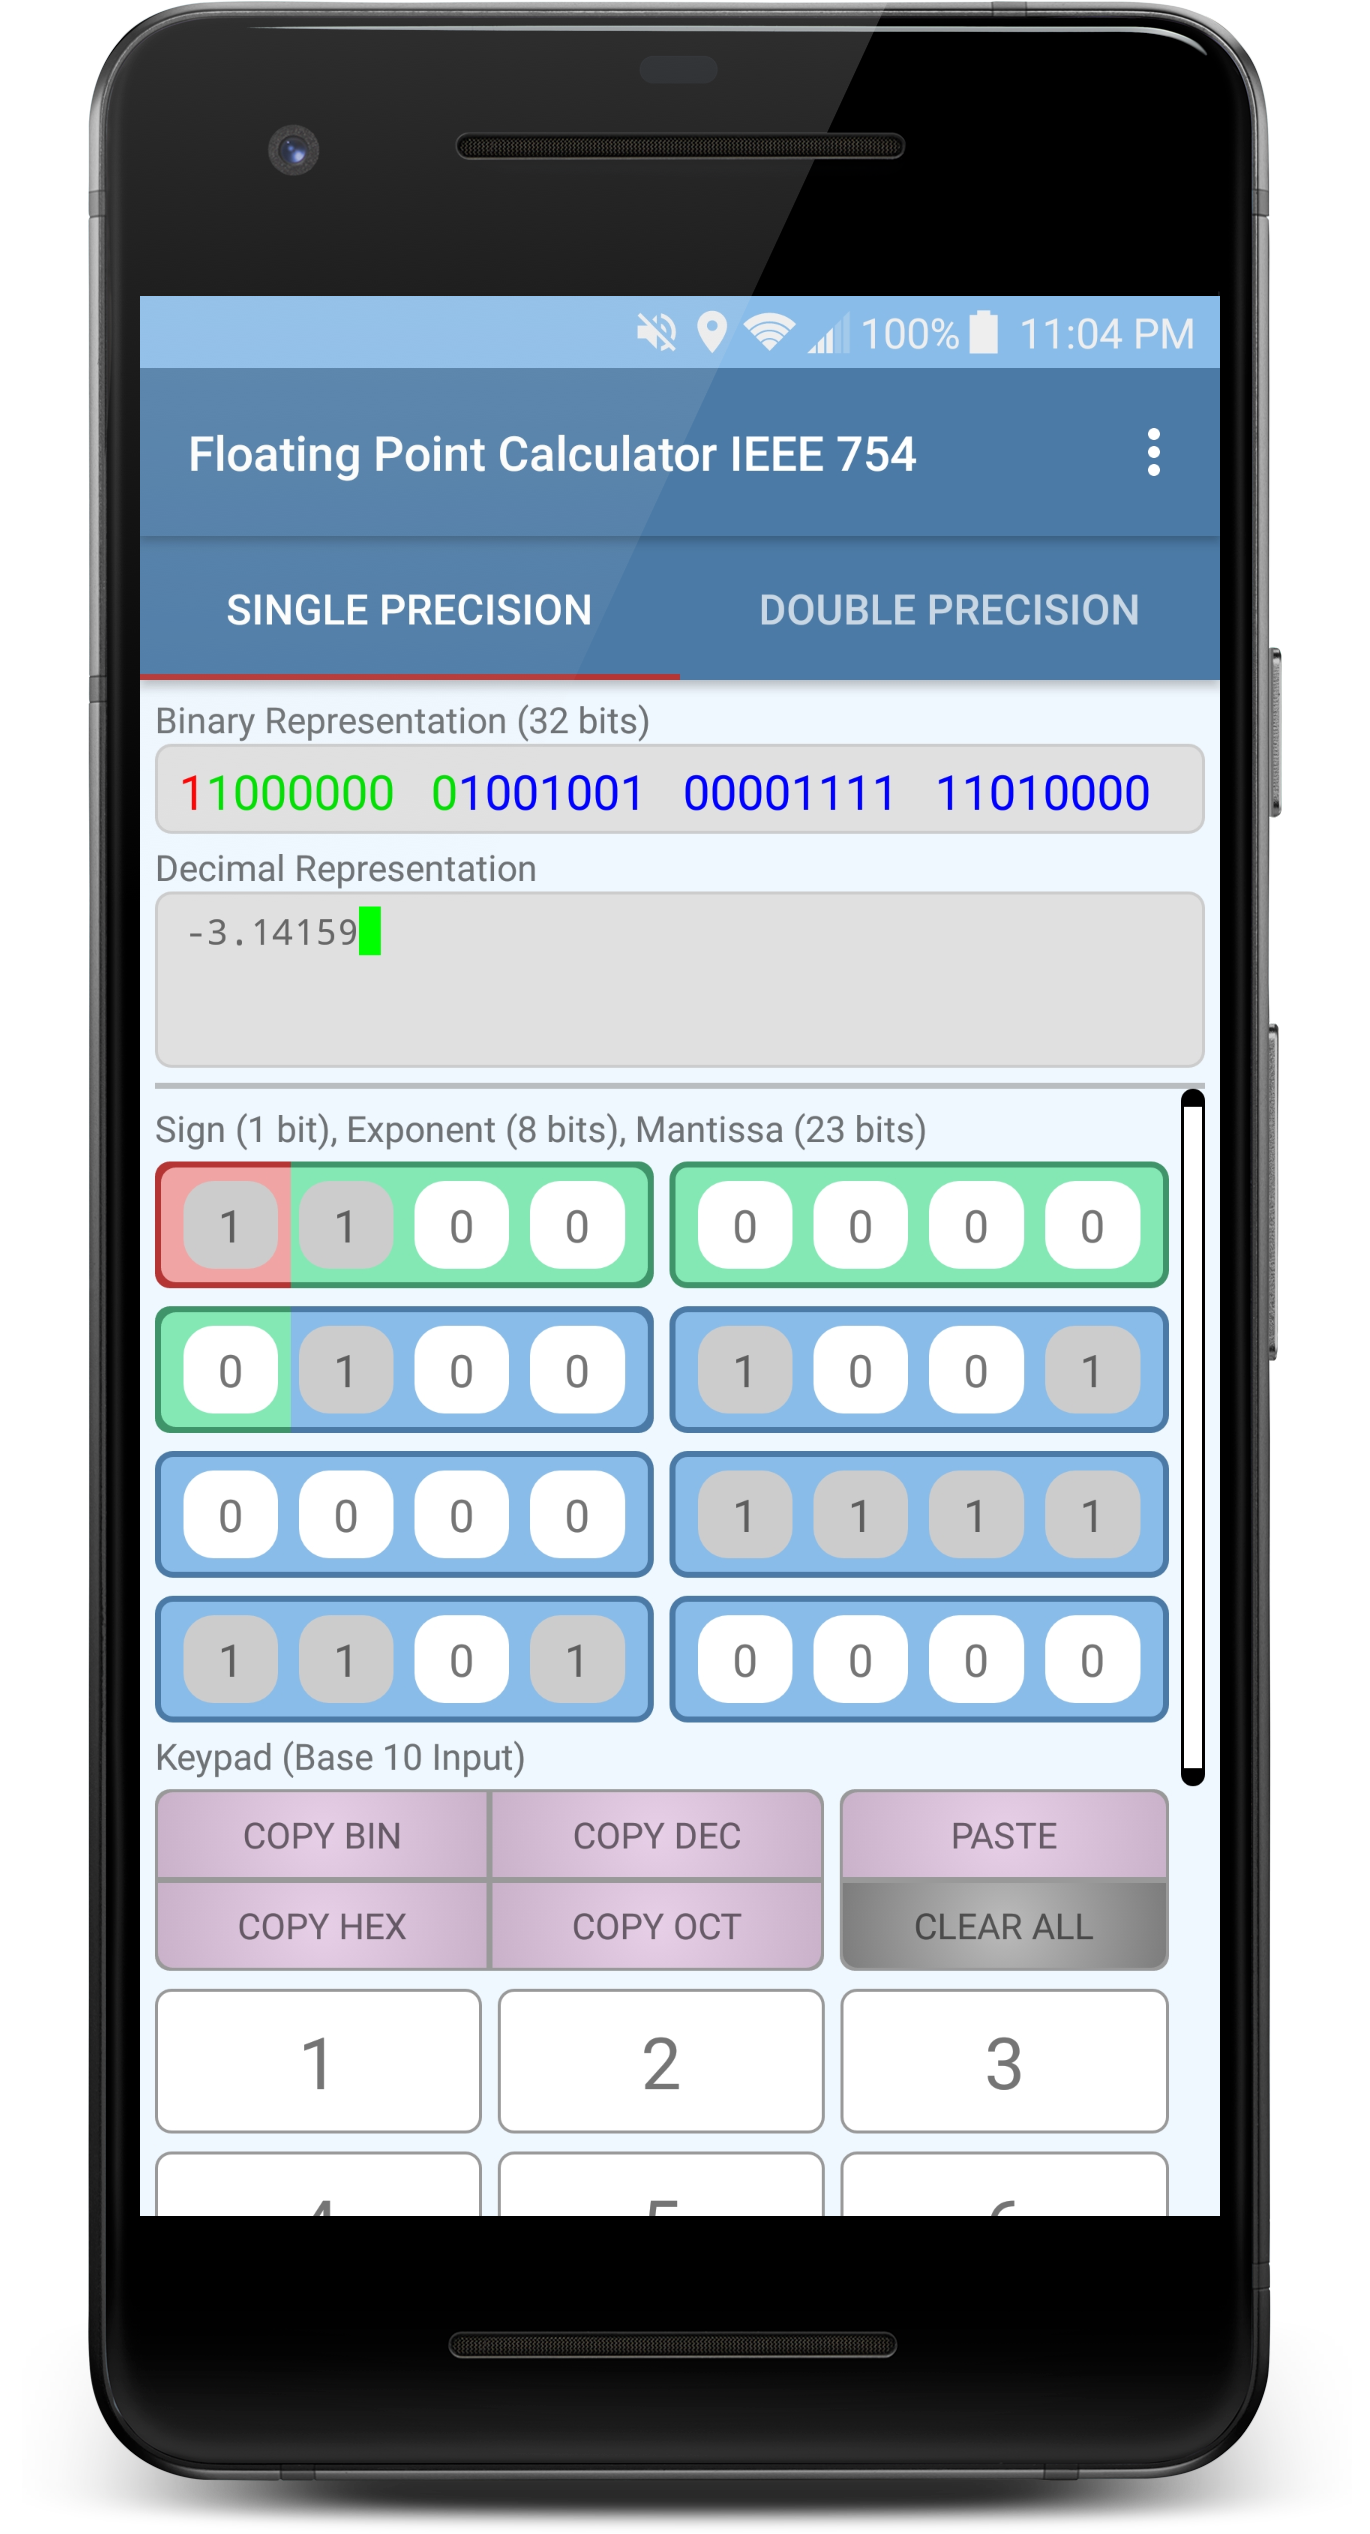 100% 11:04 PM
Floating Point Calculator IEEE 754
SINGLE PRECISION DOUBLE PRECISION
Binary Representation (32 bits)
11000000 01001001 00001111 11010000
Decimal Representation
-3.14159
Sign (1 bit), Exponent (8 bits), Mantissa (23 bits)
1 1 0 0 0 0 0 0
0 1 0 0 1 0 0 1
0 0 0 0 1 1 1 1
1 1 0 1 0 0 0 0
Keypad (Base 10 Input)
COPY BIN COPY DEC PASTE
COPY HEX COPY OCT CLEAR ALL
1 2 3